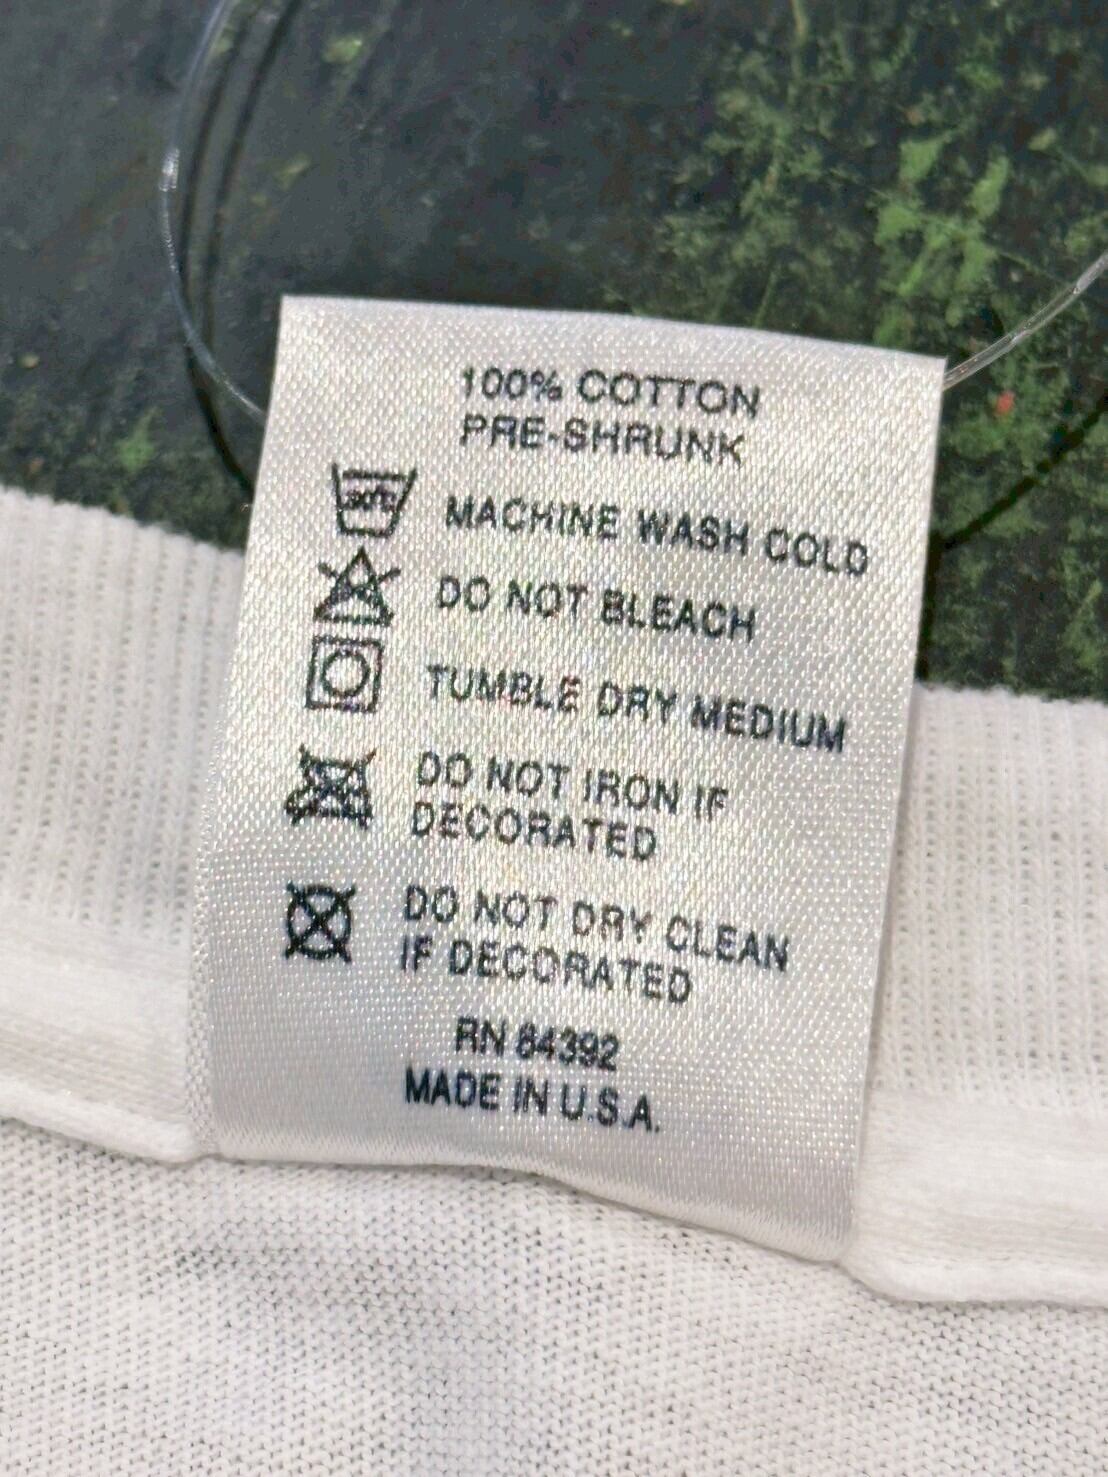 100% COTTON
PRE-SHRUNK
30°C
MACHINE WASH COLD
DO NOT BLEACH
TUMBLE DRY MEDIUM
DO NOT IRON IF
DECORATED
DO NOT DRY CLEAN
IF DECORATED
RN 84392
MADE IN U.S.A.